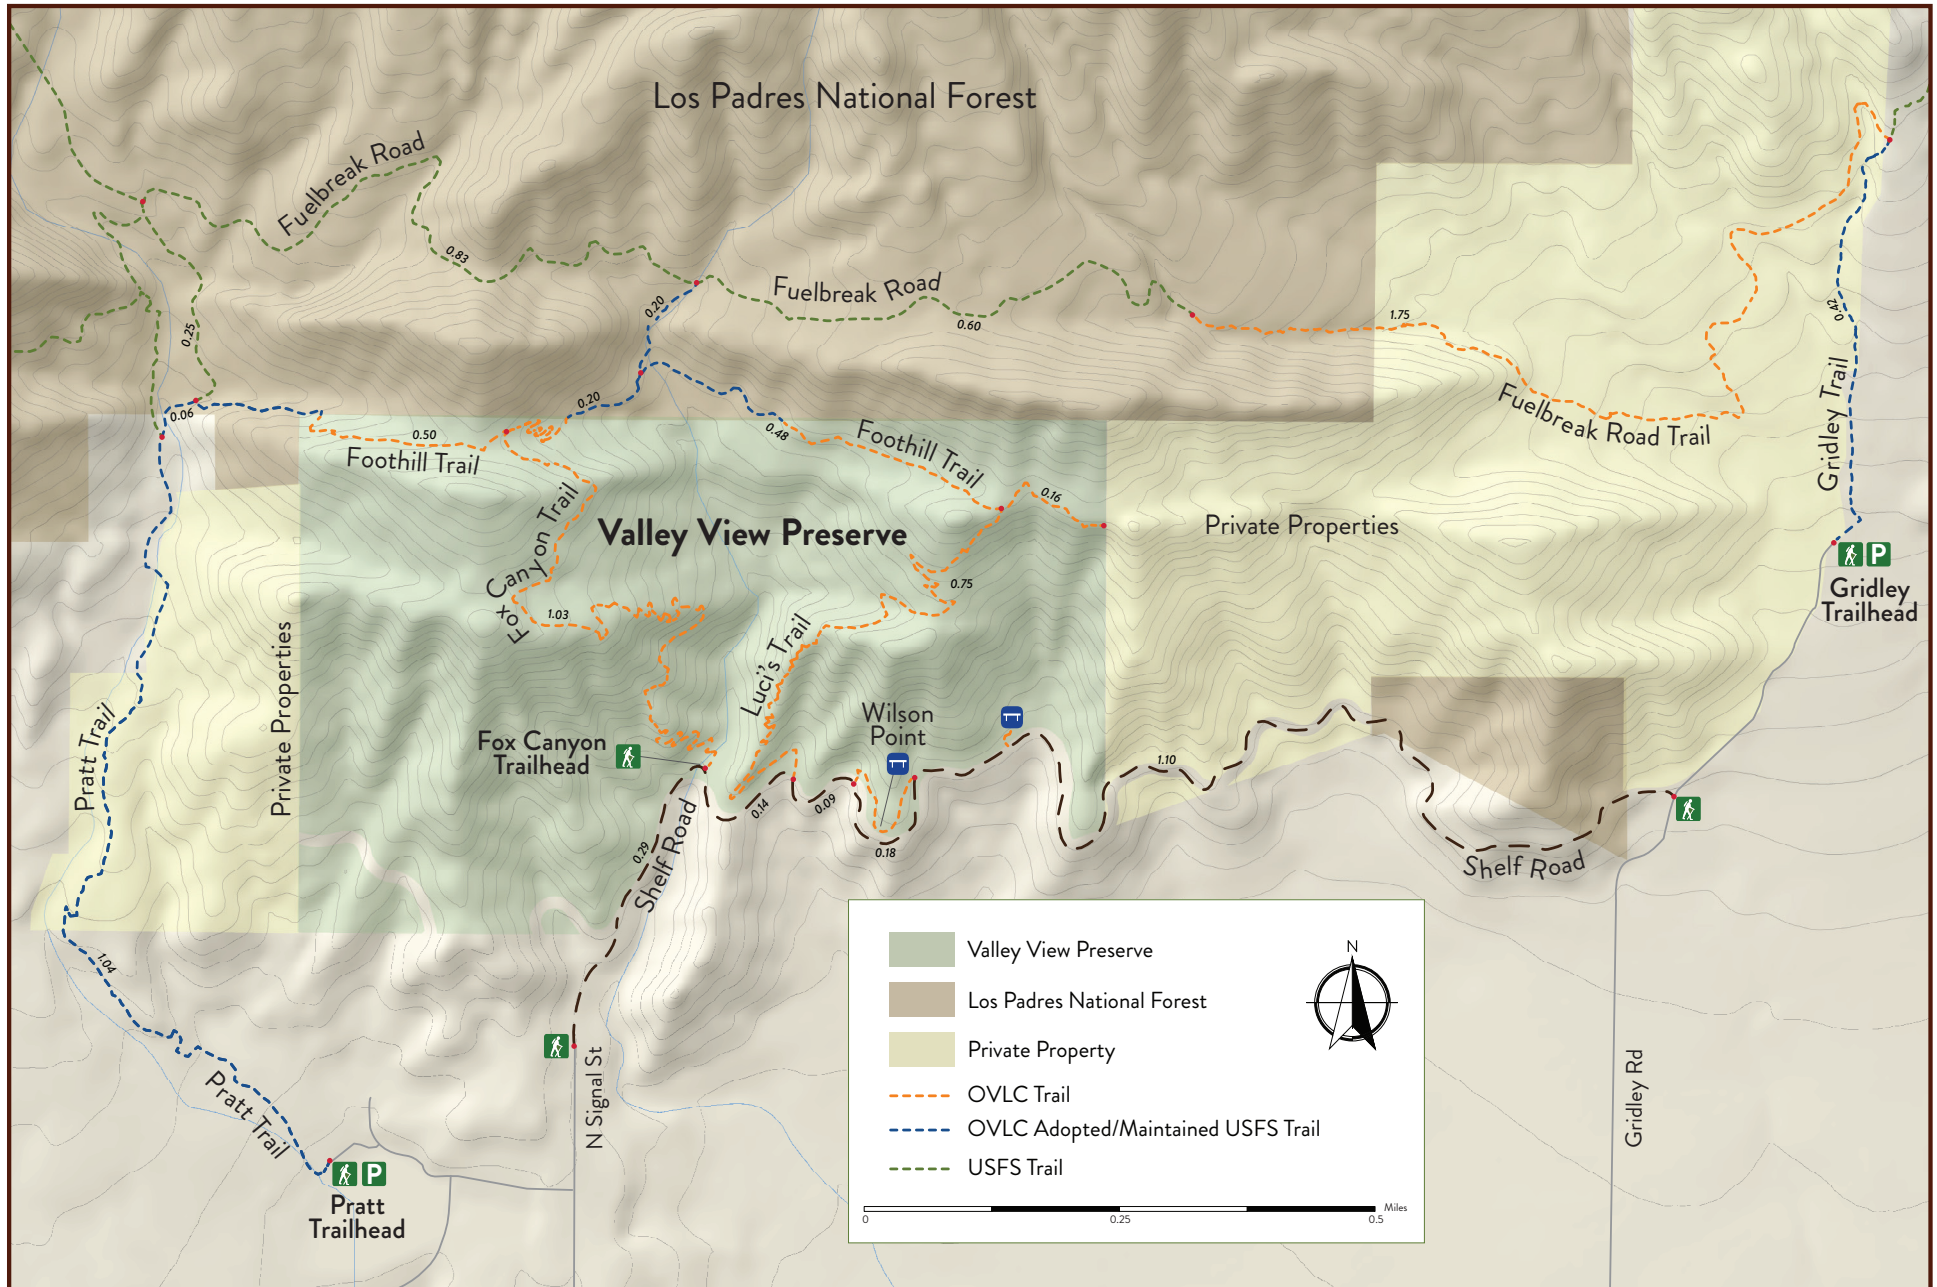 Los Padres National Forest
Fuelbreak Road
0.83
0.20
Fuelbreak Road
0.60
1.75
0.42
0.25
0.06
0.20
0.50
Foothill Trail
0.48
Foothill Trail
0.16
Fuelbreak Road Trail
Gridley Trail
Fox Canyon Trail
Valley View Preserve
Private Properties
P
Gridley
Trailhead
0.75
1.03
Luci's Trail
Private Properties
Pratt Trail
Wilson
Point
Fox Canyon
Trailhead
1.10
0.14
0.09
0.18
0.29
Shelf Road
Shelf Road
1.04
Pratt Trail
N Signal St
Gridley Rd
P
Pratt
Trailhead
Valley View Preserve
Los Padres National Forest
Private Property
OVLC Trail
OVLC Adopted/Maintained USFS Trail
USFS Trail
N
Miles
0
0.25
0.5